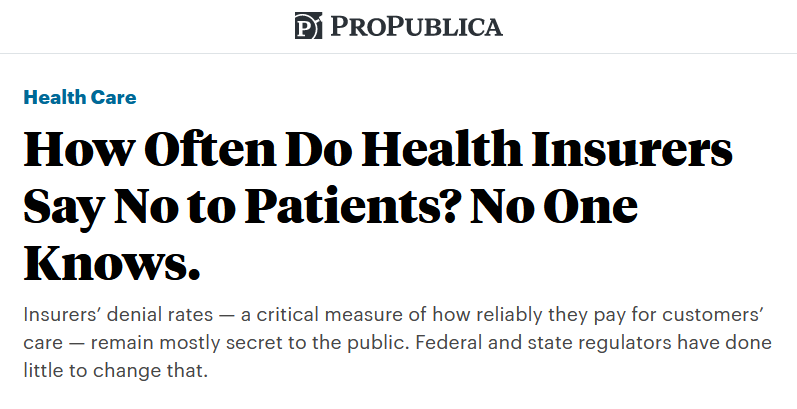 PROPUBLICA
Health Care
How Often Do Health Insurers
Say No to Patients? No One
Knows.
Insurers’ denial rates — a critical measure of how reliably they pay for customers’
care — remain mostly secret to the public. Federal and state regulators have done
little to change that.